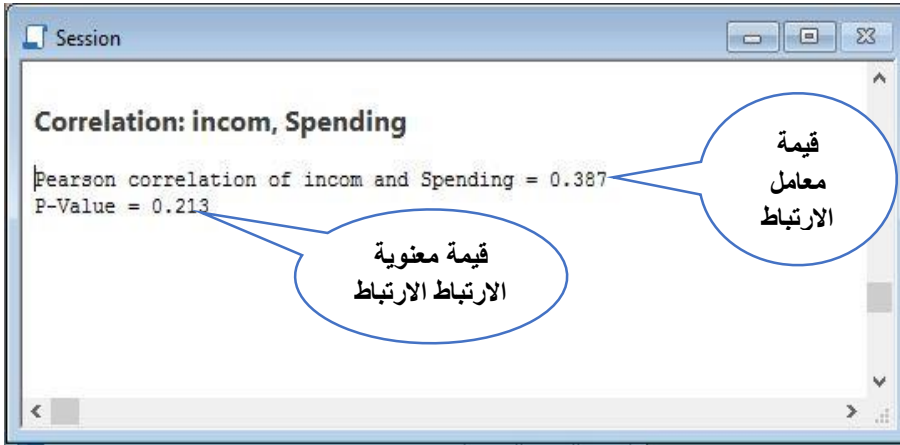 Session
Correlation: incom, Spending
Pearson correlation of incom and Spending = 0.387
P-Value = 0.213
قيمة
معامل
الارتباط
قيمة معنوية
الارتباط الارتباط